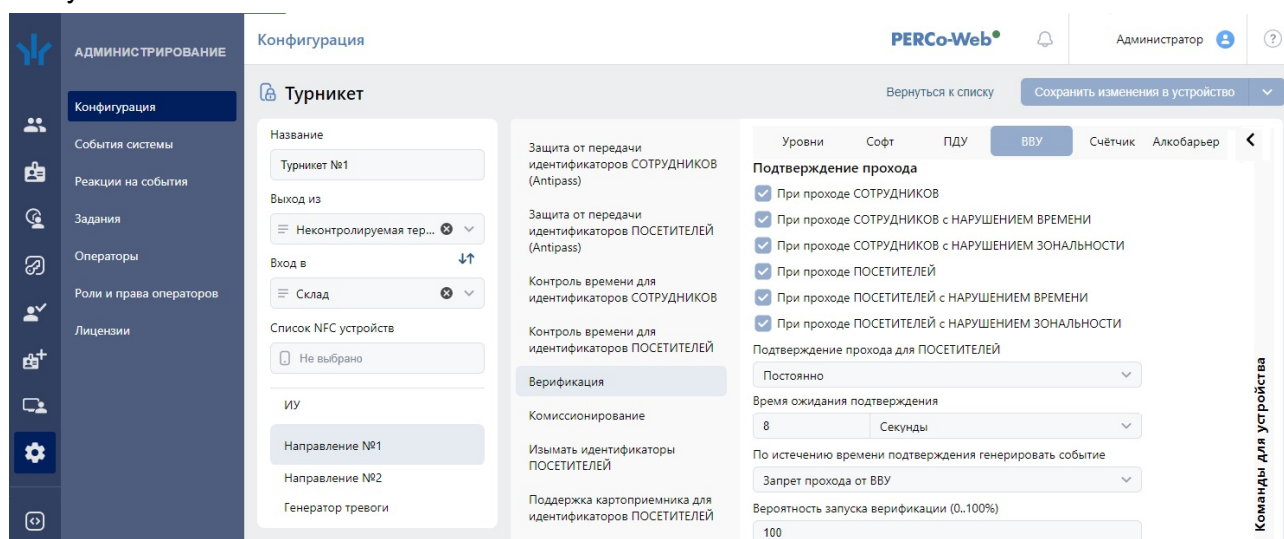 АДМИНИСТРИРОВАНИЕ
Конфигурация
События системы
Реакции на события
Задания
Операторы
Роли и права операторов
Лицензии
Конфигурация
PERCo-Web
Администратор
?
Турникет
Вернуться к списку
Сохранить изменения в устройство
Название
Турникет №1
Выход из
Неконтролируемая тер...
Вход в
Склад
Список NFC устройств
Не выбрано
ИУ
Направление №1
Направление №2
Генератор тревоги
Защита от передачи
идентификаторов СОТРУДНИКОВ
(Antipass)
Защита от передачи
идентификаторов ПОСЕТИТЕЛЕЙ
(Antipass)
Контроль времени для
идентификаторов СОТРУДНИКОВ
Контроль времени для
идентификаторов ПОСЕТИТЕЛЕЙ
Верификация
Комиссионирование
Изымать идентификаторы
ПОСЕТИТЕЛЕЙ
Поддержка картоприемника для
идентификаторов ПОСЕТИТЕЛЕЙ
Уровни Софт ПДУ ВВУ Счётчик Алкобарьер
Подтверждение прохода
При проходе СОТРУДНИКОВ
При проходе СОТРУДНИКОВ с НАРУШЕНИЕМ ВРЕМЕНИ
При проходе СОТРУДНИКОВ с НАРУШЕНИЕМ ЗОНАЛЬНОСТИ
При проходе ПОСЕТИТЕЛЕЙ
При проходе ПОСЕТИТЕЛЕЙ с НАРУШЕНИЕМ ВРЕМЕНИ
При проходе ПОСЕТИТЕЛЕЙ с НАРУШЕНИЕМ ЗОНАЛЬНОСТИ
Подтверждение прохода для ПОСЕТИТЕЛЕЙ
Постоянно
Время ожидания подтверждения
8 Секунды
По истечению времени подтверждения генерировать событие
Запрет прохода от ВВУ
Вероятность запуска верификации (0..100%)
100
Команды для устройства